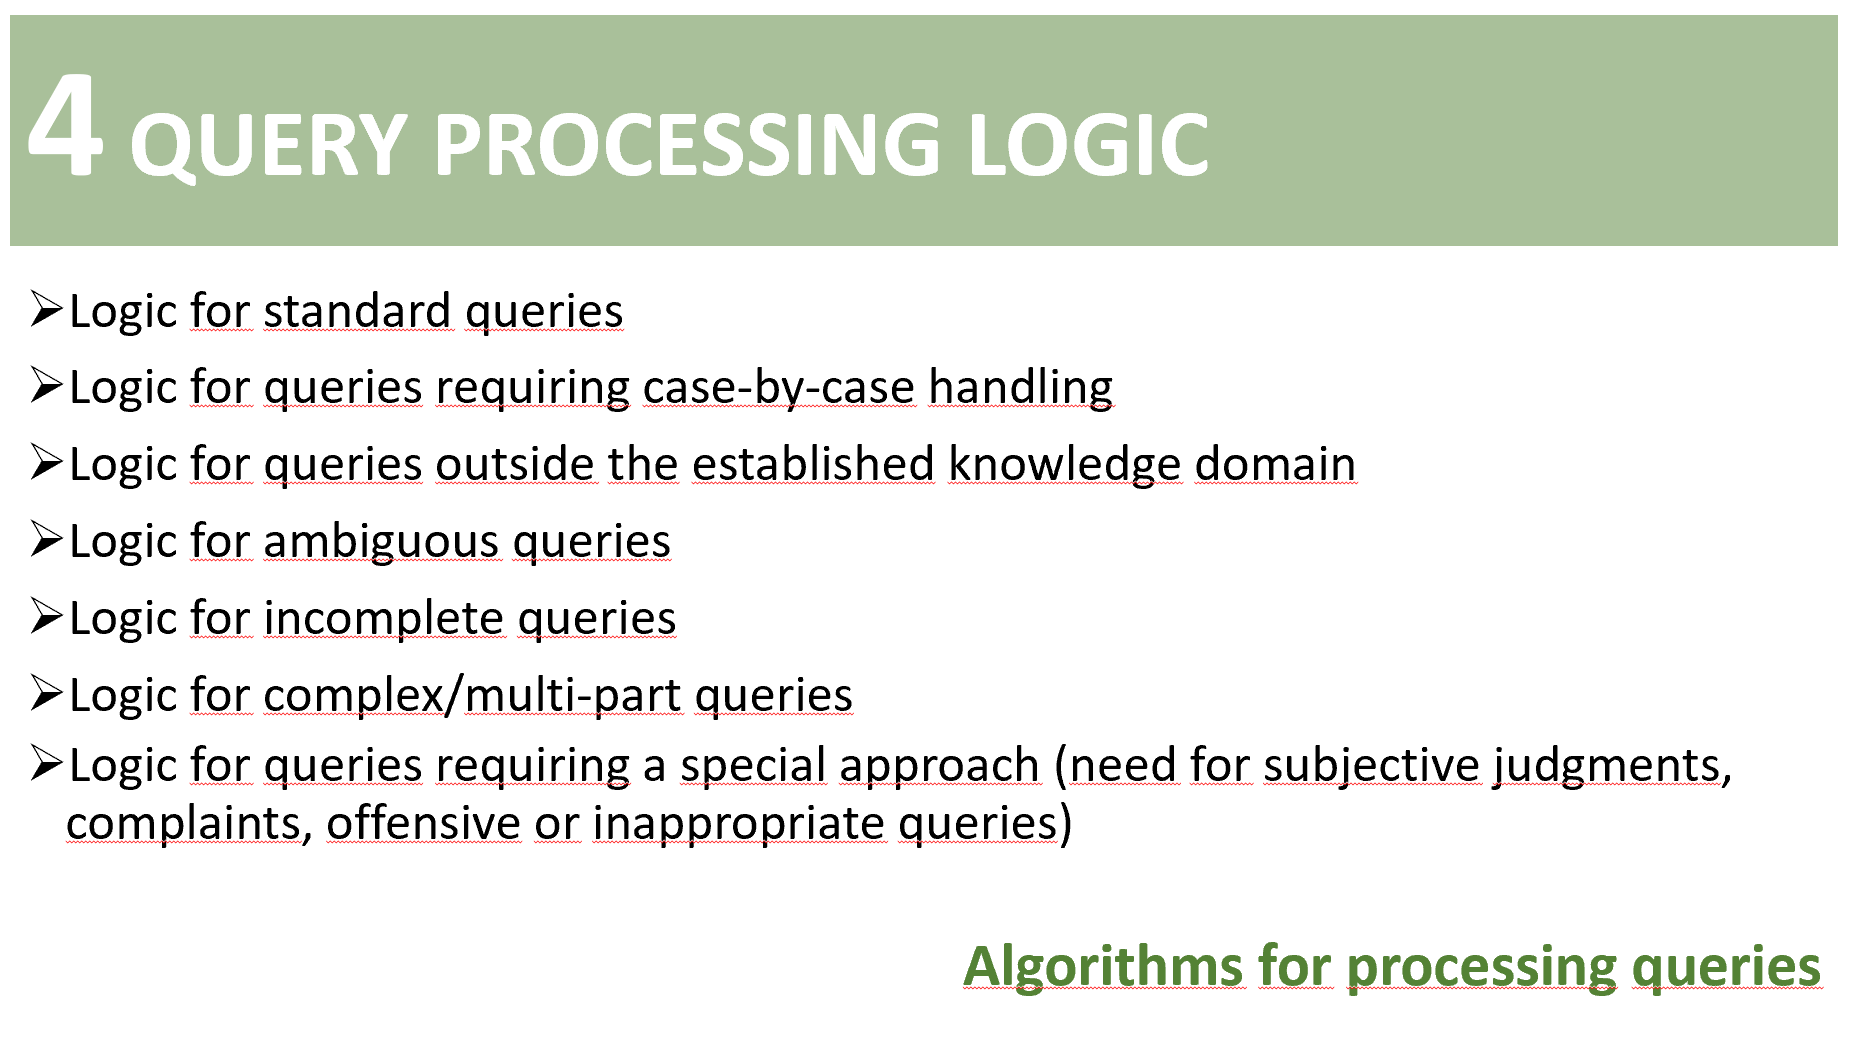 4 QUERY PROCESSING LOGIC
➢Logic for standard queries
➢Logic for queries requiring case-by-case handling
➢Logic for queries outside the established knowledge domain
➢Logic for ambiguous queries
➢Logic for incomplete queries
➢Logic for complex/multi-part queries
➢Logic for queries requiring a special approach (need for subjective judgments,
complaints, offensive or inappropriate queries)
Algorithms for processing queries